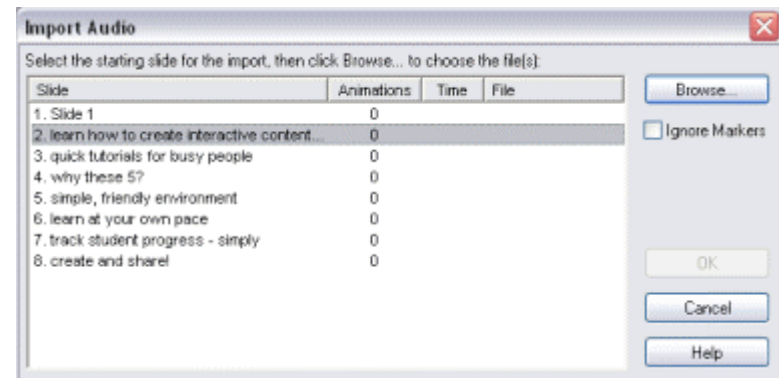 Import Audio
Select the starting slide for the import, then click Browse... to choose the file(s):
Slide Animations Time File
1. Slide 1 0
2. learn how to create interactive content... 0
3. quick tutorials for busy people 0
4. why these 5? 0
5. simple, friendly environment 0
6. learn at your own pace 0
7. track student progress - simply 0
8. create and share! 0
Browse...
Ignore Markers
OK
Cancel
Help